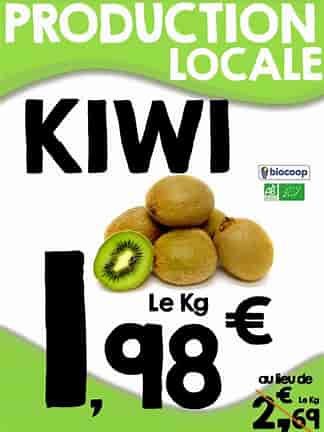 PRODUCTION
LOCALE
KIWI
biocoop
AB
Le Kg
1,98 €
au lieu de
€ Le Kg
2,69